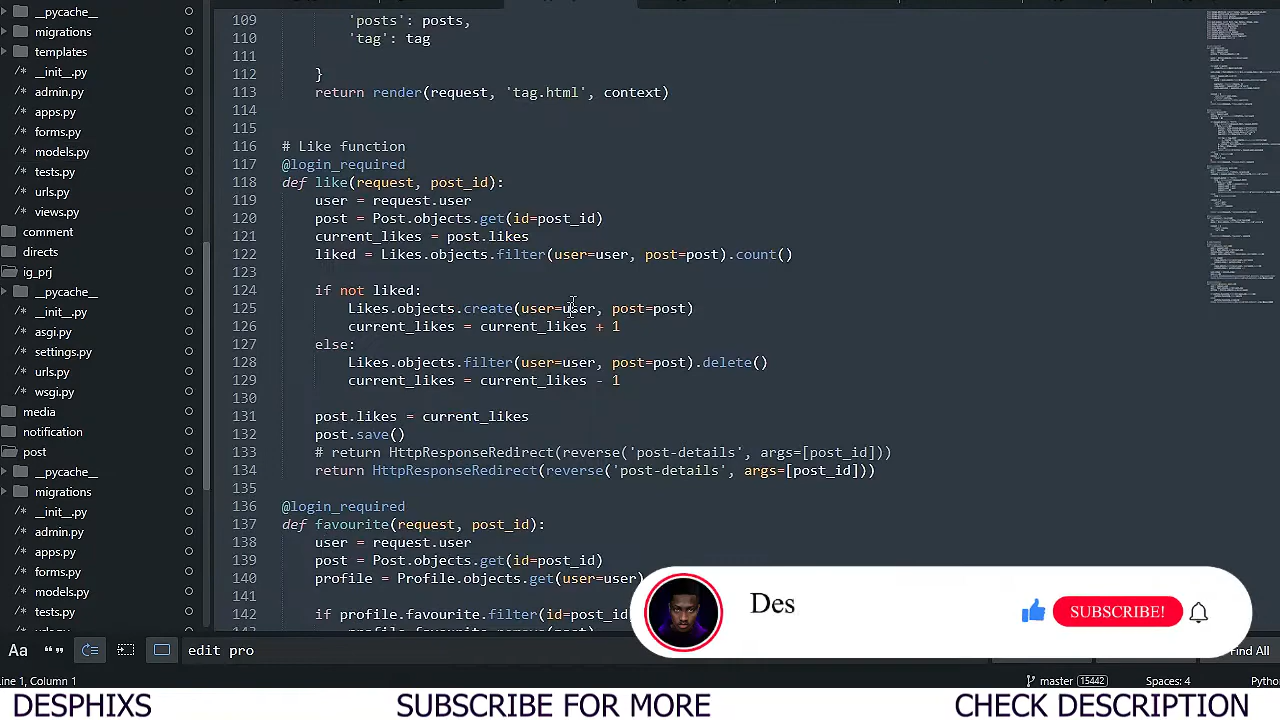 __pycache__
migrations
templates
__init__.py
admin.py
apps.py
forms.py
models.py
tests.py
urls.py
views.py
comment
directs
ig_prj
__pycache__
__init__.py
asgi.py
settings.py
urls.py
wsgi.py
media
notification
post
__pycache__
migrations
__init__.py
admin.py
apps.py
forms.py
models.py
tests.py
109 'posts': posts,
110 'tag': tag
111
112 }
113 return render(request, 'tag.html', context)
114
115
116 # Like function
117 @login_required
118 def like(request, post_id):
119 user = request.user
120 post = Post.objects.get(id=post_id)
121 current_likes = post.likes
122 liked = Likes.objects.filter(user=user, post=post).count()
123
124 if not liked:
125 Likes.objects.create(user=user, post=post)
126 current_likes = current_likes + 1
127 else:
128 Likes.objects.filter(user=user, post=post).delete()
129 current_likes = current_likes - 1
130
131 post.likes = current_likes
132 post.save()
133 # return HttpResponseRedirect(reverse('post-details', args=[post_id]))
134 return HttpResponseRedirect(reverse('post-details', args=[post_id]))
135
136 @login_required
137 def favourite(request, post_id):
138 user = request.user
139 post = Post.objects.get(id=post_id)
140 profile = Profile.objects.get(user=user)
141
142 if profile.favourite.filter(id=post_id
Des
SUBSCRIBE!
Aa
edit pro
Find All
ine 1, Column 1
master 15442
Spaces: 4
Pytho
DESPHIXS
SUBSCRIBE FOR MORE
CHECK DESCRIPTION